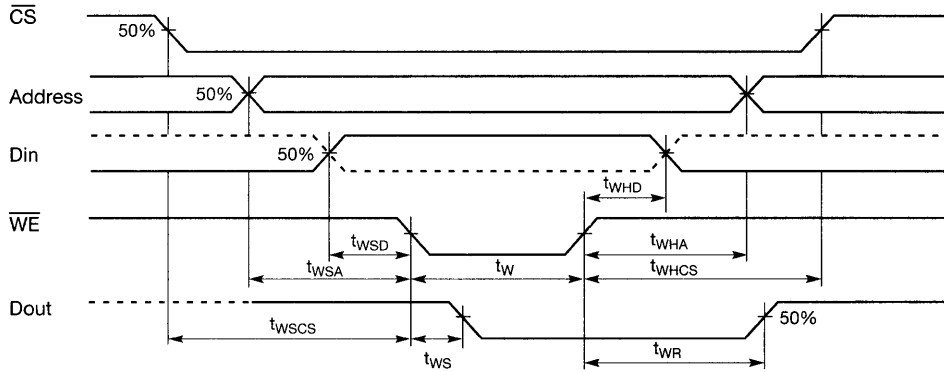 CS
50%
Address
50%
Din
50%
tWHD
WE
tWSD
tWSA
tW
tWHA
tWHCS
Dout
tWSCS
tWS
50%
tWR